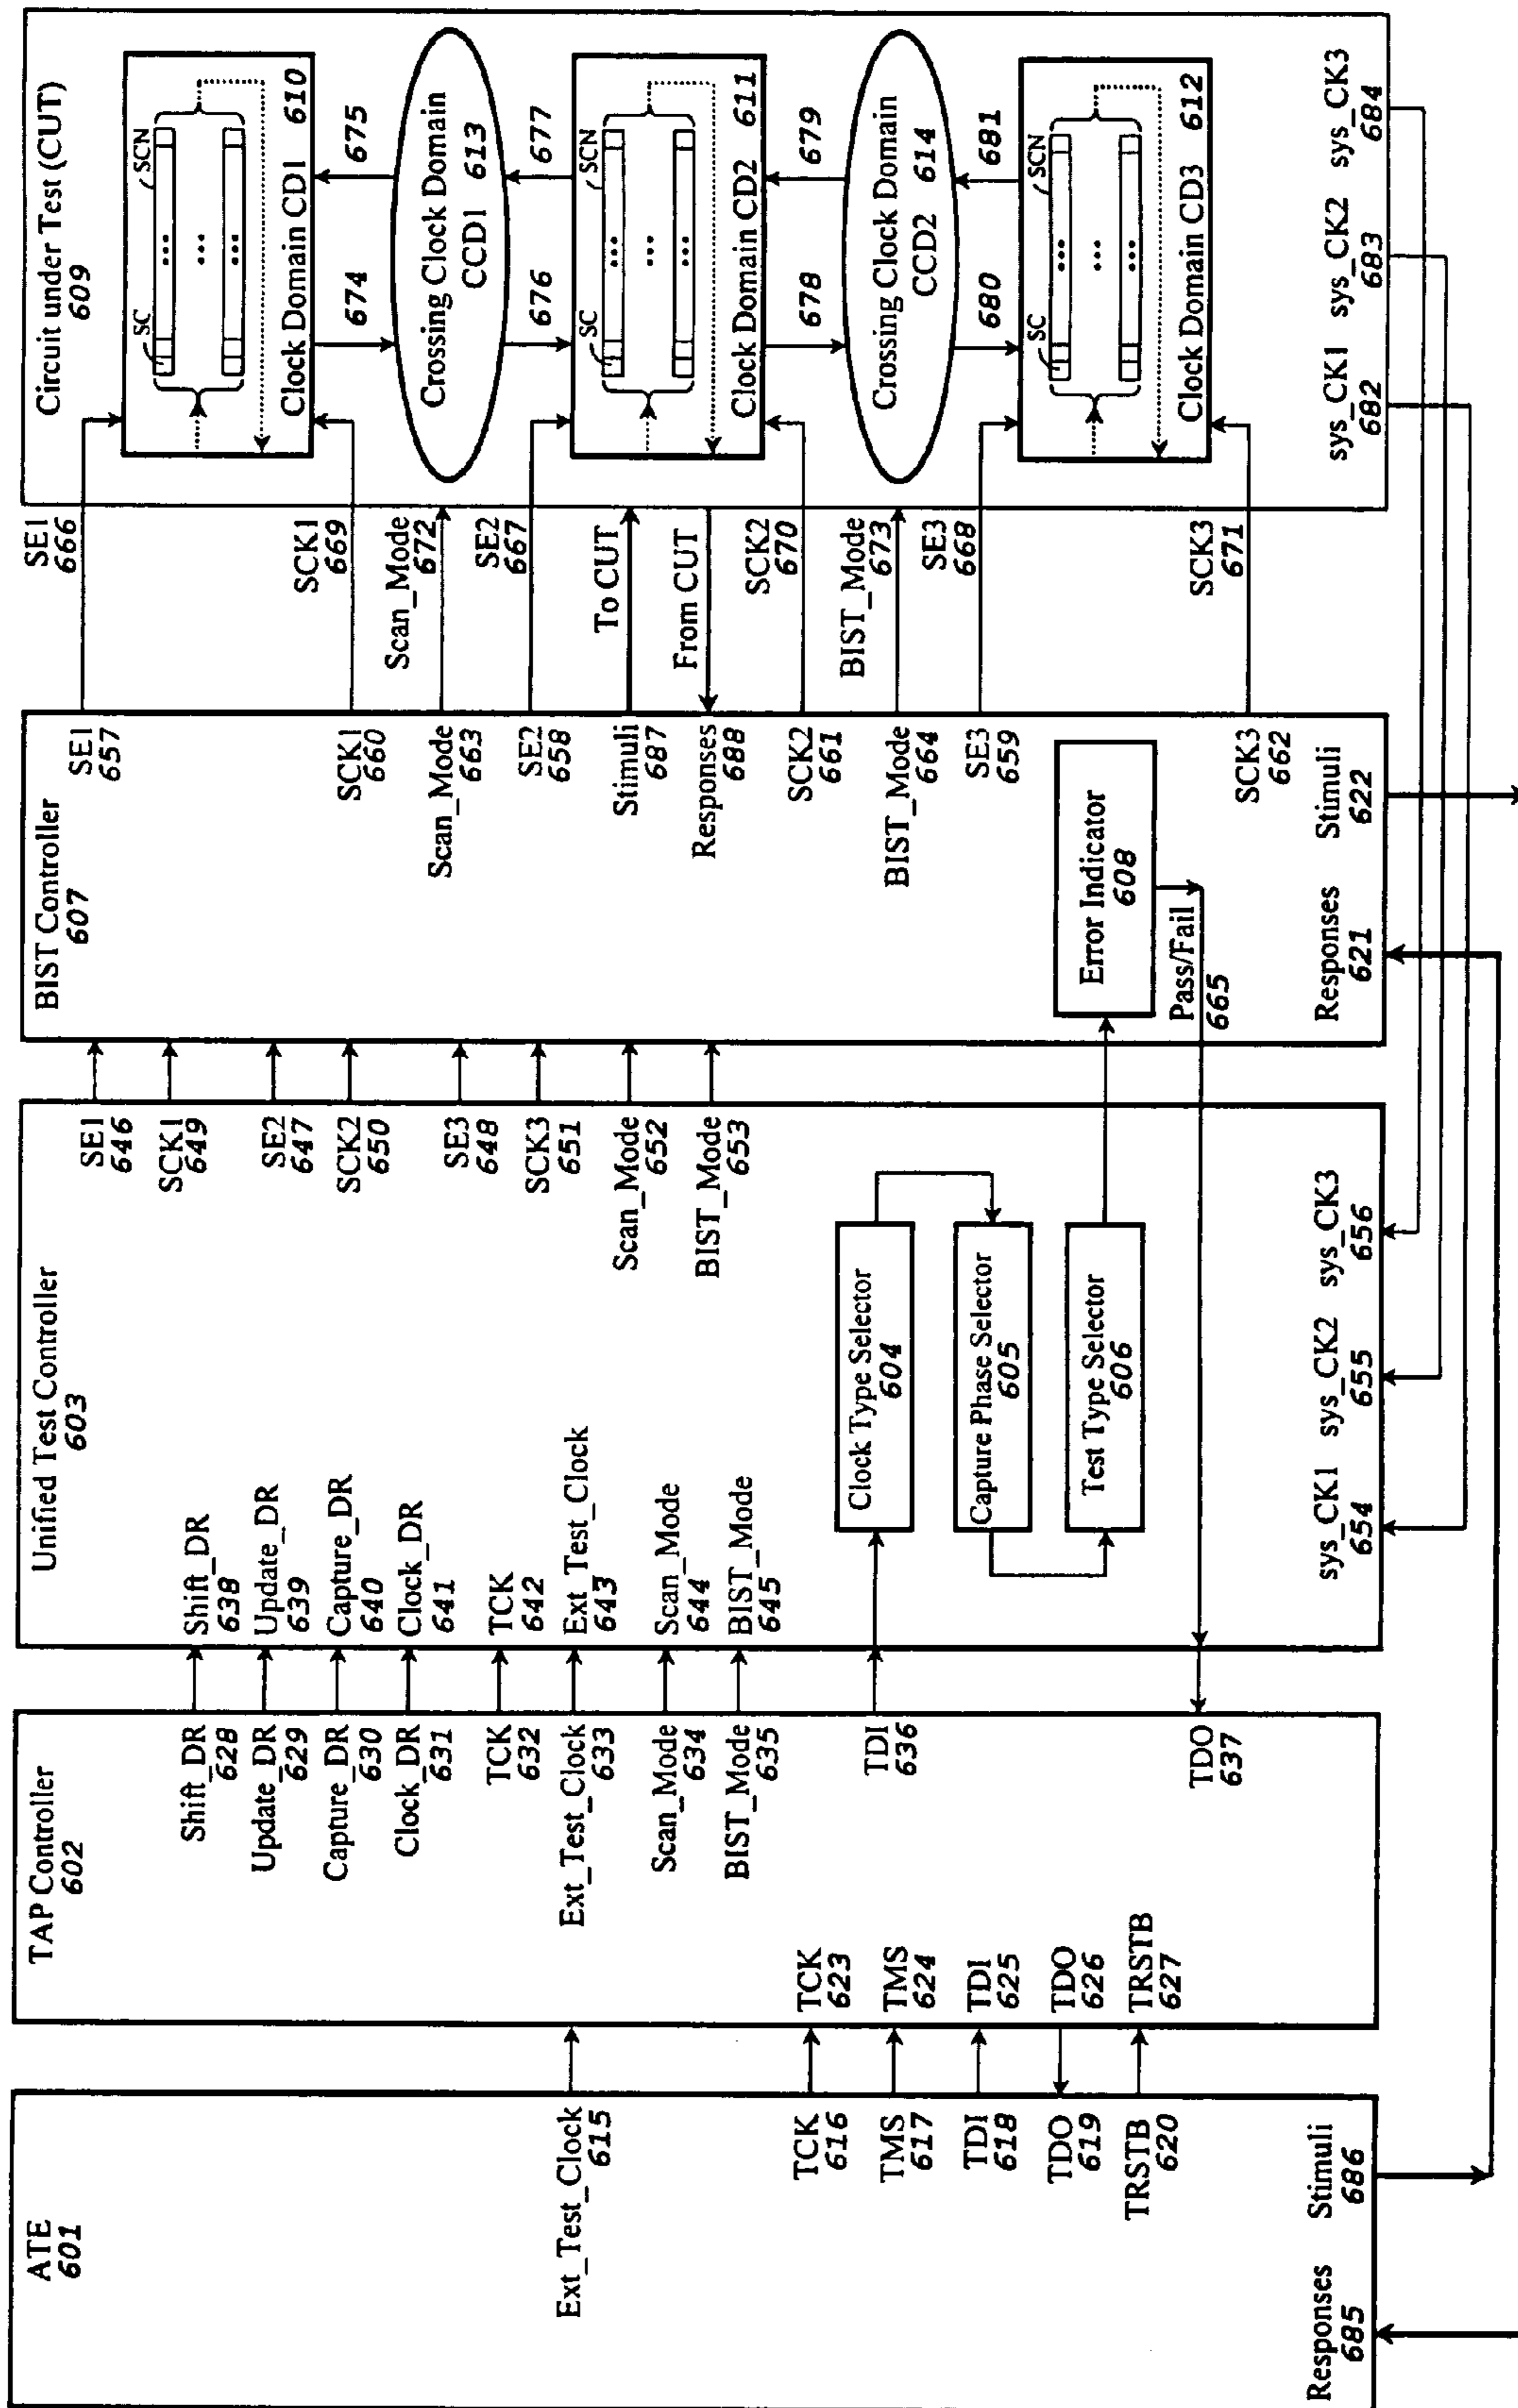 ATE
601
Ext_Test_Clock
615
TCK
616
TMS
617
TDI
618
TDO
619
TRSTB
620
Responses
685
Stimuli
686
TAP Controller
602
Shift_DR
628
Update_DR
629
Capture_DR
630
Clock_DR
631
TCK
632
Ext_Test_Clock
633
Scan_Mode
634
BIST_Mode
635
TDI
636
TDO
637
TCK
623
TMS
624
TDI
625
TDO
626
TRSTB
627
Unified Test Controller
603
Shift_DR
638
Update_DR
639
Capture_DR
640
Clock_DR
641
TCK
642
Ext_Test_Clock
643
Scan_Mode
644
BIST_Mode
645
SE1
646
SCK1
649
SE2
647
SCK2
650
SE3
648
SCK3
651
Scan_Mode
652
BIST_Mode
653
Clock Type Selector
604
Capture Phase Selector
605
Test Type Selector
606
sys_CK1
654
sys_CK2
655
sys_CK3
656
BIST Controller
607
SE1
657
SCK1
660
Scan_Mode
663
SE2
658
Stimuli
687
Responses
688
SCK2
661
BIST_Mode
664
SE3
659
SCK3
662
Error Indicator
608
Pass/Fail
665
Responses
621
Stimuli
622
SE1
666
SCK1
669
Scan_Mode
672
SE2
667
To CUT
From CUT
SCK2
670
BIST_Mode
673
SE3
668
SCK3
671
Circuit under Test (CUT)
609
SC
SCN
...
...
...
Clock Domain CD1 610
674
675
Crossing Clock Domain
CCD1 613
676
677
SC
SCN
...
...
...
Clock Domain CD2 611
678
679
Crossing Clock Domain
CCD2 614
680
681
SC
SCN
...
...
...
Clock Domain CD3 612
sys_CK1
682
sys_CK2
683
sys_CK3
684